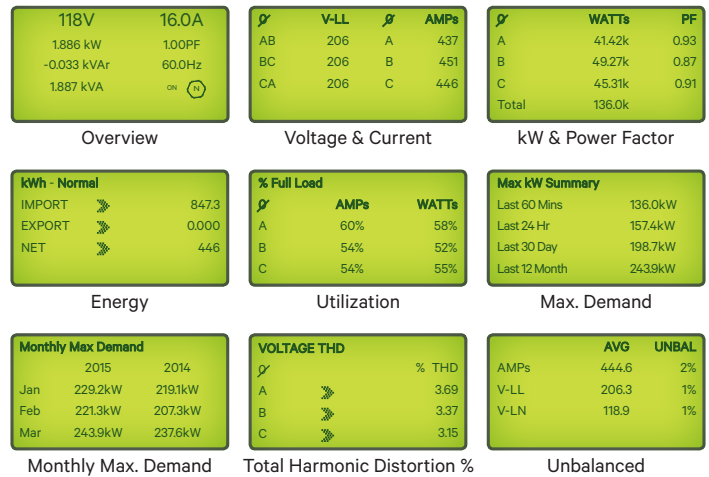 118V 16.0A
1.886 kW 1.00PF
-0.033 kVAr 60.0Hz
1.887 kVA ON N
Overview
Ø V-LL Ø AMPs
AB 206 A 437
BC 206 B 451
CA 206 C 446
Voltage & Current
118' WATTs PF
A 41.42k 0.93
B 49.27k 0.87
C 45.31k 0.91
Total 136.0k
kW & Power Factor
kWh - Normal
IMPORT 847.3
EXPORT 0.000
NET 446
Energy
% Full Load
Ø AMPs WATTs
A 60% 58%
B 54% 52%
C 54% 55%
Utilization
Max kW Summary
Last 60 Mins 136.0kW
Last 24 Hr 157.4kW
Last 30 Day 198.7kW
Last 12 Month 243.9kW
Max. Demand
Monthly Max Demand
2015 2014
Jan 229.2kW 219.1kW
Feb 221.3kW 207.3kW
Mar 243.9kW 237.6kW
Monthly Max. Demand
VOLTAGE THD
Ø % THD
A 3.69
B 3.37
C 3.15
Total Harmonic Distortion %
AVG UNBAL
AMPs 444.6 2%
V-LL 206.3 1%
V-LN 118.9 1%
Unbalanced